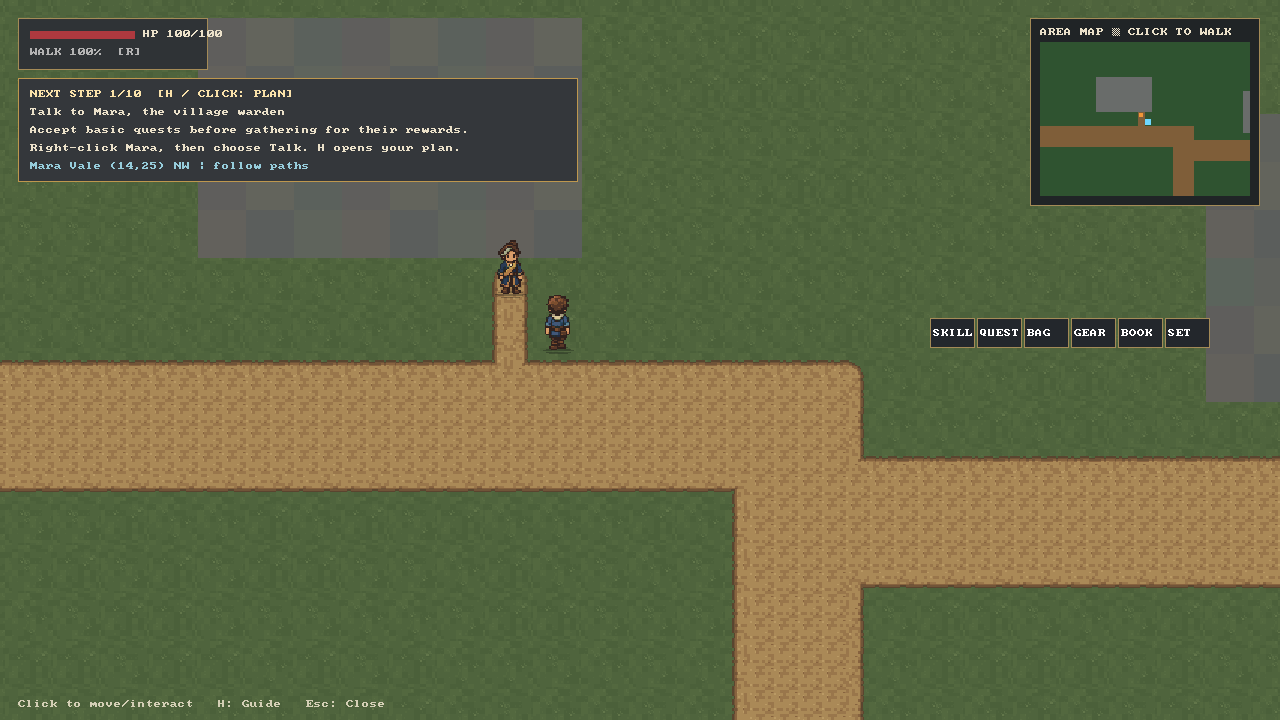 HP 100/100
WALK 100% [R]
NEXT STEP 1/10 [H / CLICK: PLAN]
Talk to Mara, the village warden
Accept basic quests before gathering for their rewards.
Right-click Mara, then choose Talk. H opens your plan.
Mara Vale (14,25) NW ¦ follow paths
AREA MAP ▒ CLICK TO WALK
SKILL QUEST BAG GEAR BOOK SET
Click to move/interact H: Guide Esc: Close